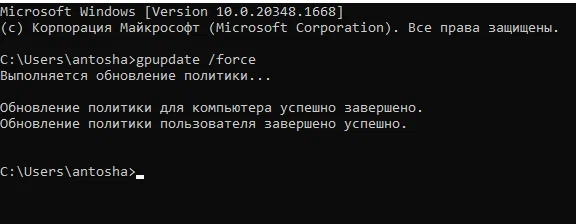 Microsoft Windows [Version 10.0.20348.1668]
(c) Корпорация Майкрософт (Microsoft Corporation). Все права защищены.
C:\Users\antosha>gpupdate /force
Выполняется обновление политики...
Обновление политики для компьютера успешно завершено.
Обновление политики пользователя завершено успешно.
C:\Users\antosha>